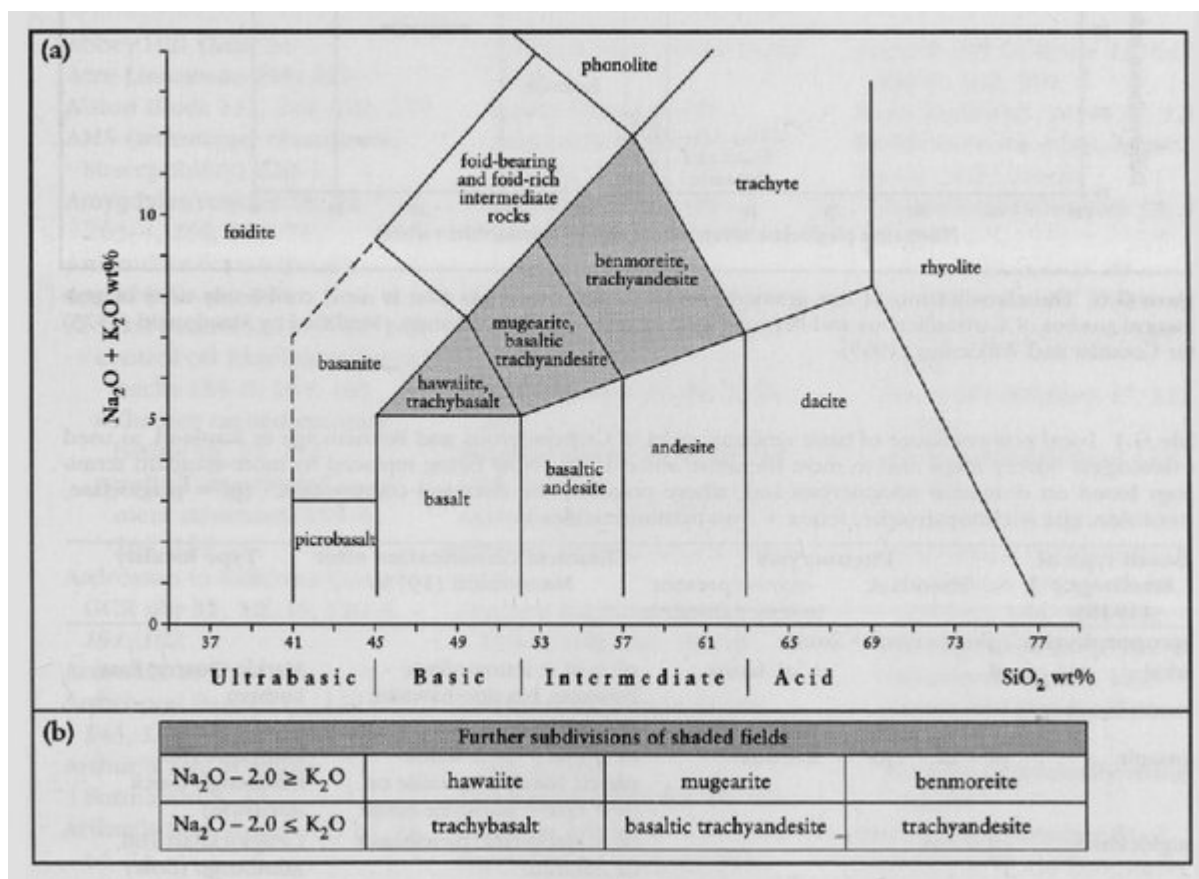 (a)
phonolite
foid-bearing
and foid-rich
intermediate
rocks
trachyte
10
foidite
benmoreite,
trachyandesite
rhyolite
Na₂O + K₂O wt%
mugearite,
basaltic
trachyandesite
basanite
hawaiite,
trachybasalt
dacite
5
andesite
basaltic
andesite
basalt
picrobasalt
0
37 41 45 49 53 57 61 65 69 73 77
Ultrabasic Basic Intermediate Acid SiO₂ wt%
(b)
Further subdivisions of shaded fields
Na₂O – 2.0 ≥ K₂O hawaiite mugearite benmoreite
Na₂O – 2.0 ≤ K₂O trachybasalt basaltic trachyandesite trachyandesite